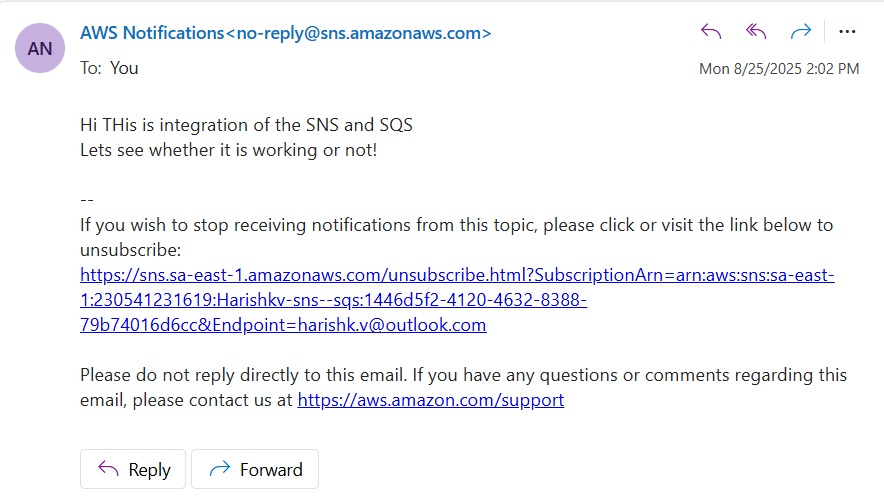 AN
AWS Notifications<no-reply@sns.amazonaws.com>
To: You
Mon 8/25/2025 2:02 PM
Hi THis is integration of the SNS and SQS
Lets see whether it is working or not!
--
If you wish to stop receiving notifications from this topic, please click or visit the link below to
unsubscribe:
https://sns.sa-east-1.amazonaws.com/unsubscribe.html?SubscriptionArn=arn:aws:sns:sa-east-
1:230541231619:Harishkv-sns--sqs:1446d5f2-4120-4632-8388-
79b74016d6cc&Endpoint=harishk.v@outlook.com
Please do not reply directly to this email. If you have any questions or comments regarding this
email, please contact us at https://aws.amazon.com/support
Reply
Forward